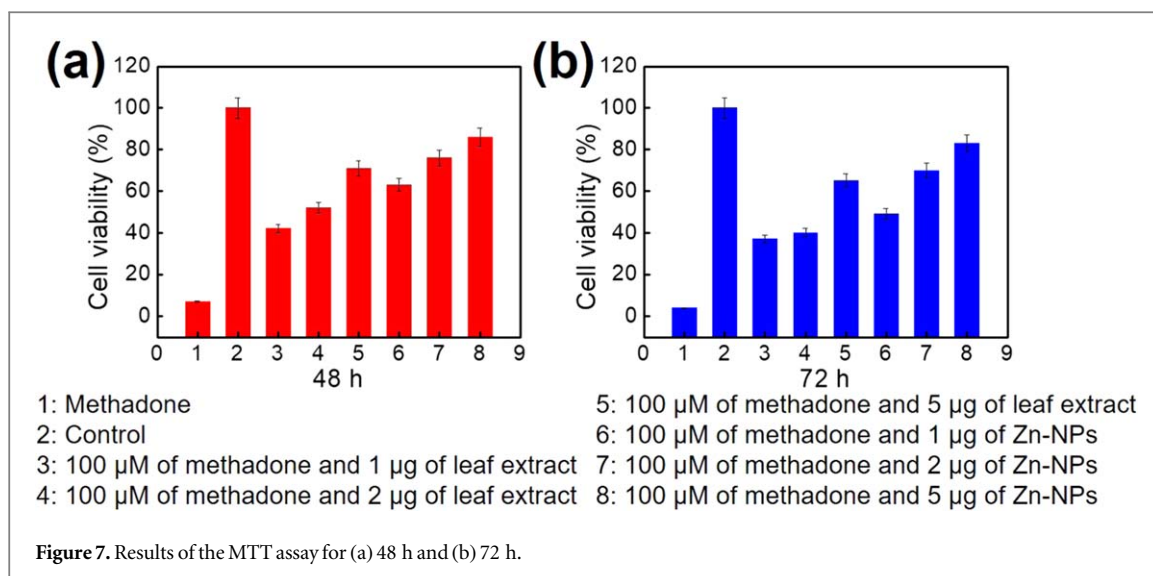 (a)
120
100
80
60
40
20
0
Cell viability (%)
0 1 2 3 4 5 6 7 8 9
48 h
(b)
120
100
80
60
40
20
0
Cell viability (%)
0 1 2 3 4 5 6 7 8 9
72 h
1: Methadone
2: Control
3: 100 µM of methadone and 1 µg of leaf extract
4: 100 µM of methadone and 2 µg of leaf extract
5: 100 µM of methadone and 5 µg of leaf extract
6: 100 µM of methadone and 1 µg of Zn-NPs
7: 100 µM of methadone and 2 µg of Zn-NPs
8: 100 µM of methadone and 5 µg of Zn-NPs
Figure 7. Results of the MTT assay for (a) 48 h and (b) 72 h.